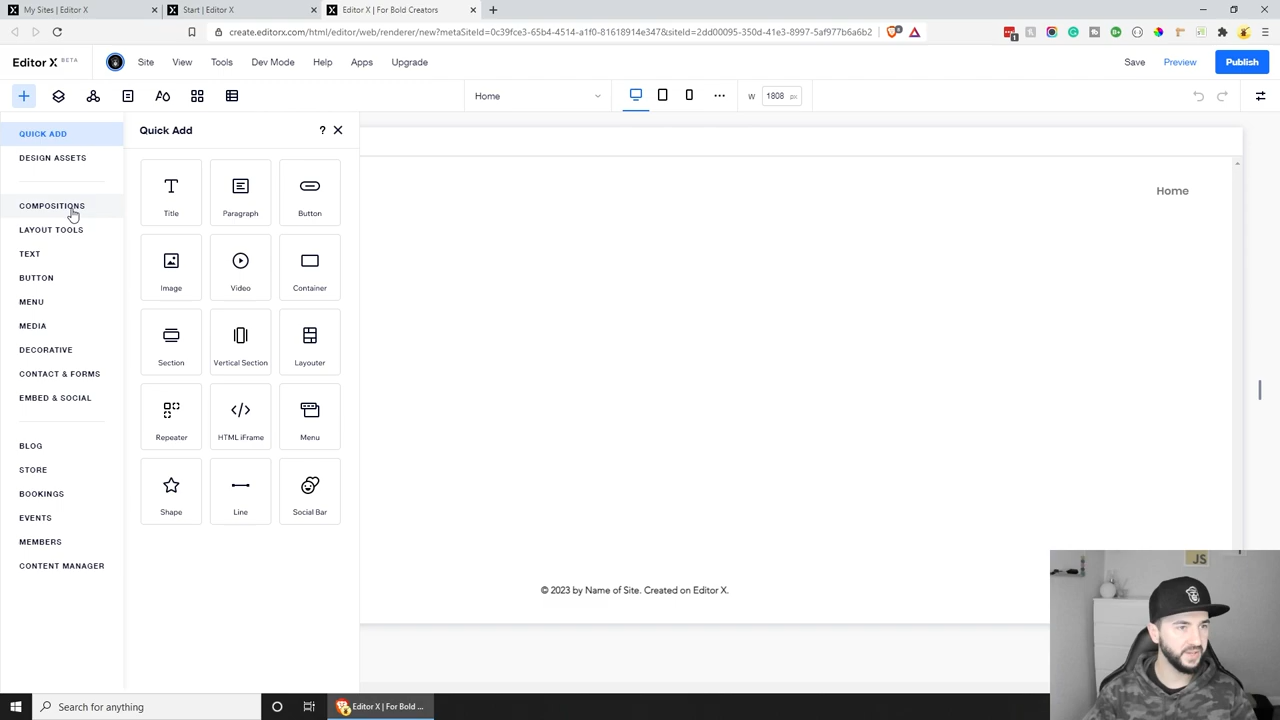 My Sites | Editor X
Start | Editor X
Editor X | For Bold Creators
create.editorx.com/html/editor/web/renderer/new?metaSiteId=0c39fce3-65b4-4514-a1f0-81618914e347&siteId=2dd00095-350d-41e3-8997-5af977b6a6b2
Editor X BETA
Site
View
Tools
Dev Mode
Help
Apps
Upgrade
Save
Preview
Publish
Home
W 1808 px
QUICK ADD
DESIGN ASSETS
COMPOSITIONS
LAYOUT TOOLS
TEXT
BUTTON
MENU
MEDIA
DECORATIVE
CONTACT & FORMS
EMBED & SOCIAL
BLOG
STORE
BOOKINGS
EVENTS
MEMBERS
CONTENT MANAGER
Quick Add
?
Title
Paragraph
Button
Image
Video
Container
Section
Vertical Section
Layouter
Repeater
HTML iFrame
Menu
Shape
Line
Social Bar
Home
© 2023 by Name of Site. Created on Editor X.
JS
Search for anything
Editor X | For Bold ...